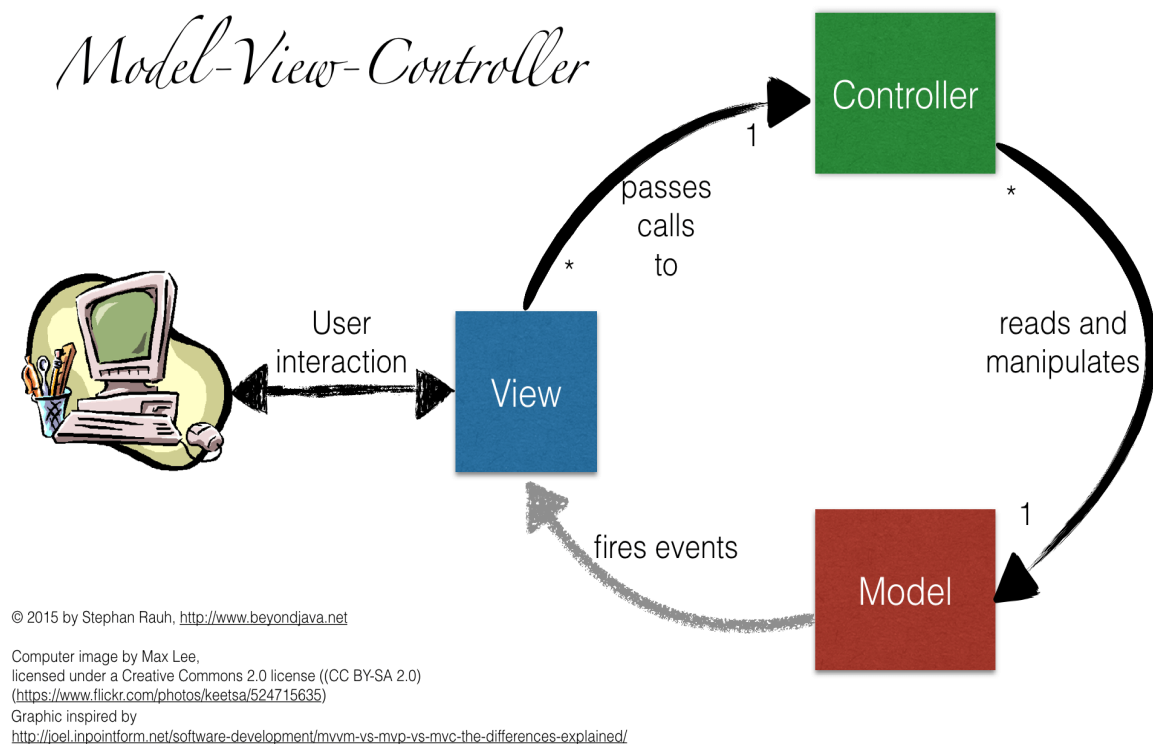 Model-View-Controller
Controller
1
*
passes
calls
to
*
User
interaction
reads and
manipulates
View
1
fires events
Model
© 2015 by Stephan Rauh, http://www.beyondjava.net
Computer image by Max Lee,
licensed under a Creative Commons 2.0 license ((CC BY-SA 2.0)
(https://www.flickr.com/photos/keetsa/524715635)
Graphic inspired by
http://joel.inpointform.net/software-development/mvvm-vs-mvp-vs-mvc-the-differences-explained/